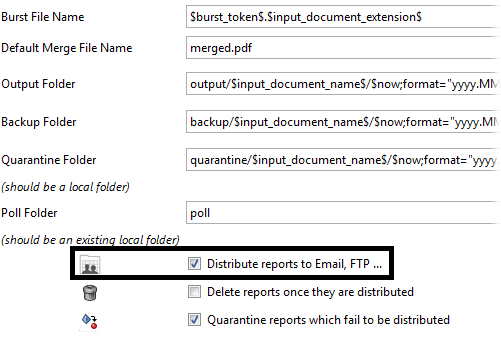 Burst File Name $burst_token$.$input_document_extension$
Default Merge File Name merged.pdf
Output Folder output/$input_document_name$/$now;format="yyyy.MM
Backup Folder backup/$input_document_name$/$now;format="yyyy.MM
Quarantine Folder quarantine/$input_document_name$/$now;format="yyyy.
(should be a local folder)
Poll Folder poll
(should be an existing local folder)
Distribute reports to Email, FTP ...
Delete reports once they are distributed
Quarantine reports which fail to be distributed